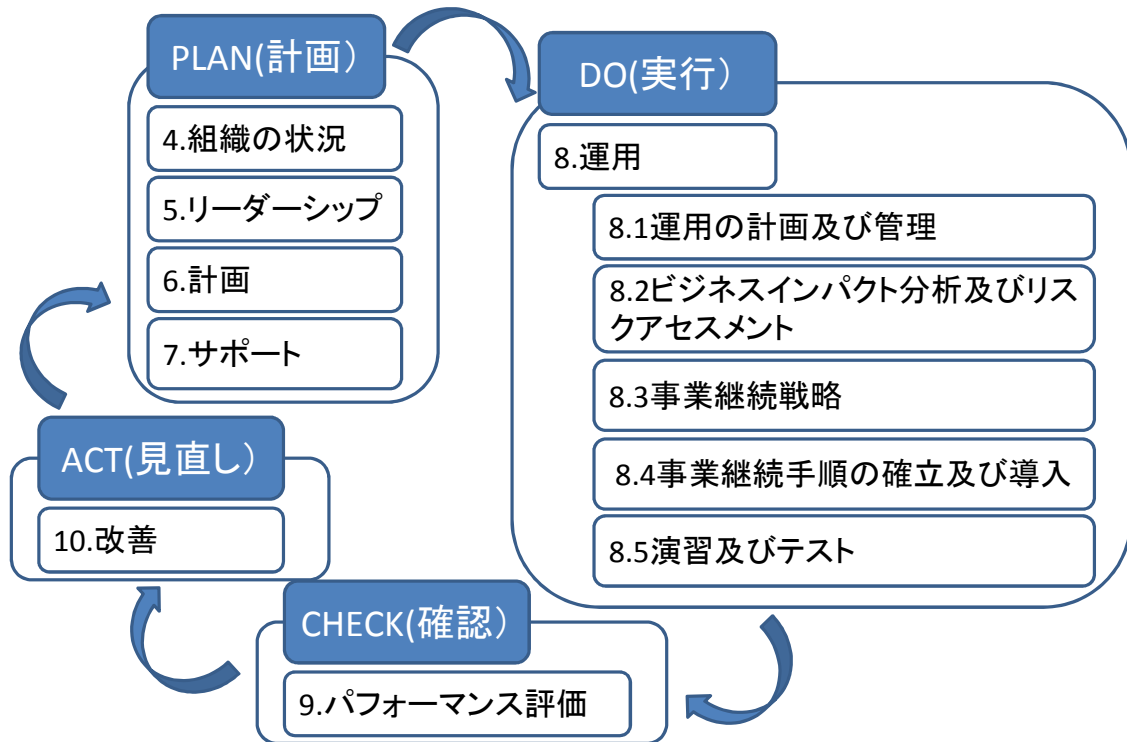 PLAN(計画)
4.組織の状況
5.リーダーシップ
6.計画
7.サポート
DO(実行)
8.運用
8.1運用の計画及び管理
8.2ビジネスインパクト分析及びリス
クアセスメント
8.3事業継続戦略
8.4事業継続手順の確立及び導入
8.5演習及びテスト
CHECK(確認)
9.パフォーマンス評価
ACT(見直し)
10.改善